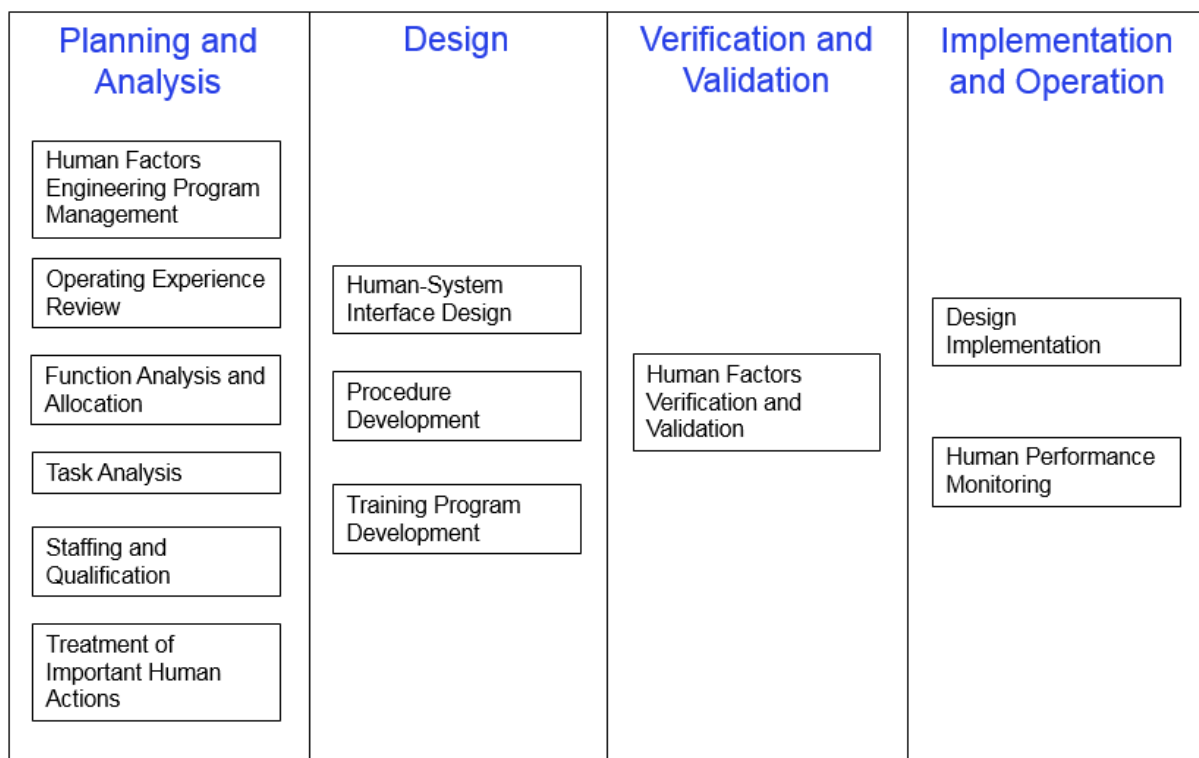 Planning and
Analysis
Human Factors
Engineering Program
Management
Operating Experience
Review
Function Analysis and
Allocation
Task Analysis
Staffing and
Qualification
Treatment of
Important Human
Actions
Design
Human-System
Interface Design
Procedure
Development
Training Program
Development
Verification and
Validation
Human Factors
Verification and
Validation
Implementation
and Operation
Design
Implementation
Human Performance
Monitoring